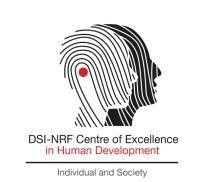 DSI-NRF Centre of Excellence
in Human Development
Individual and Society